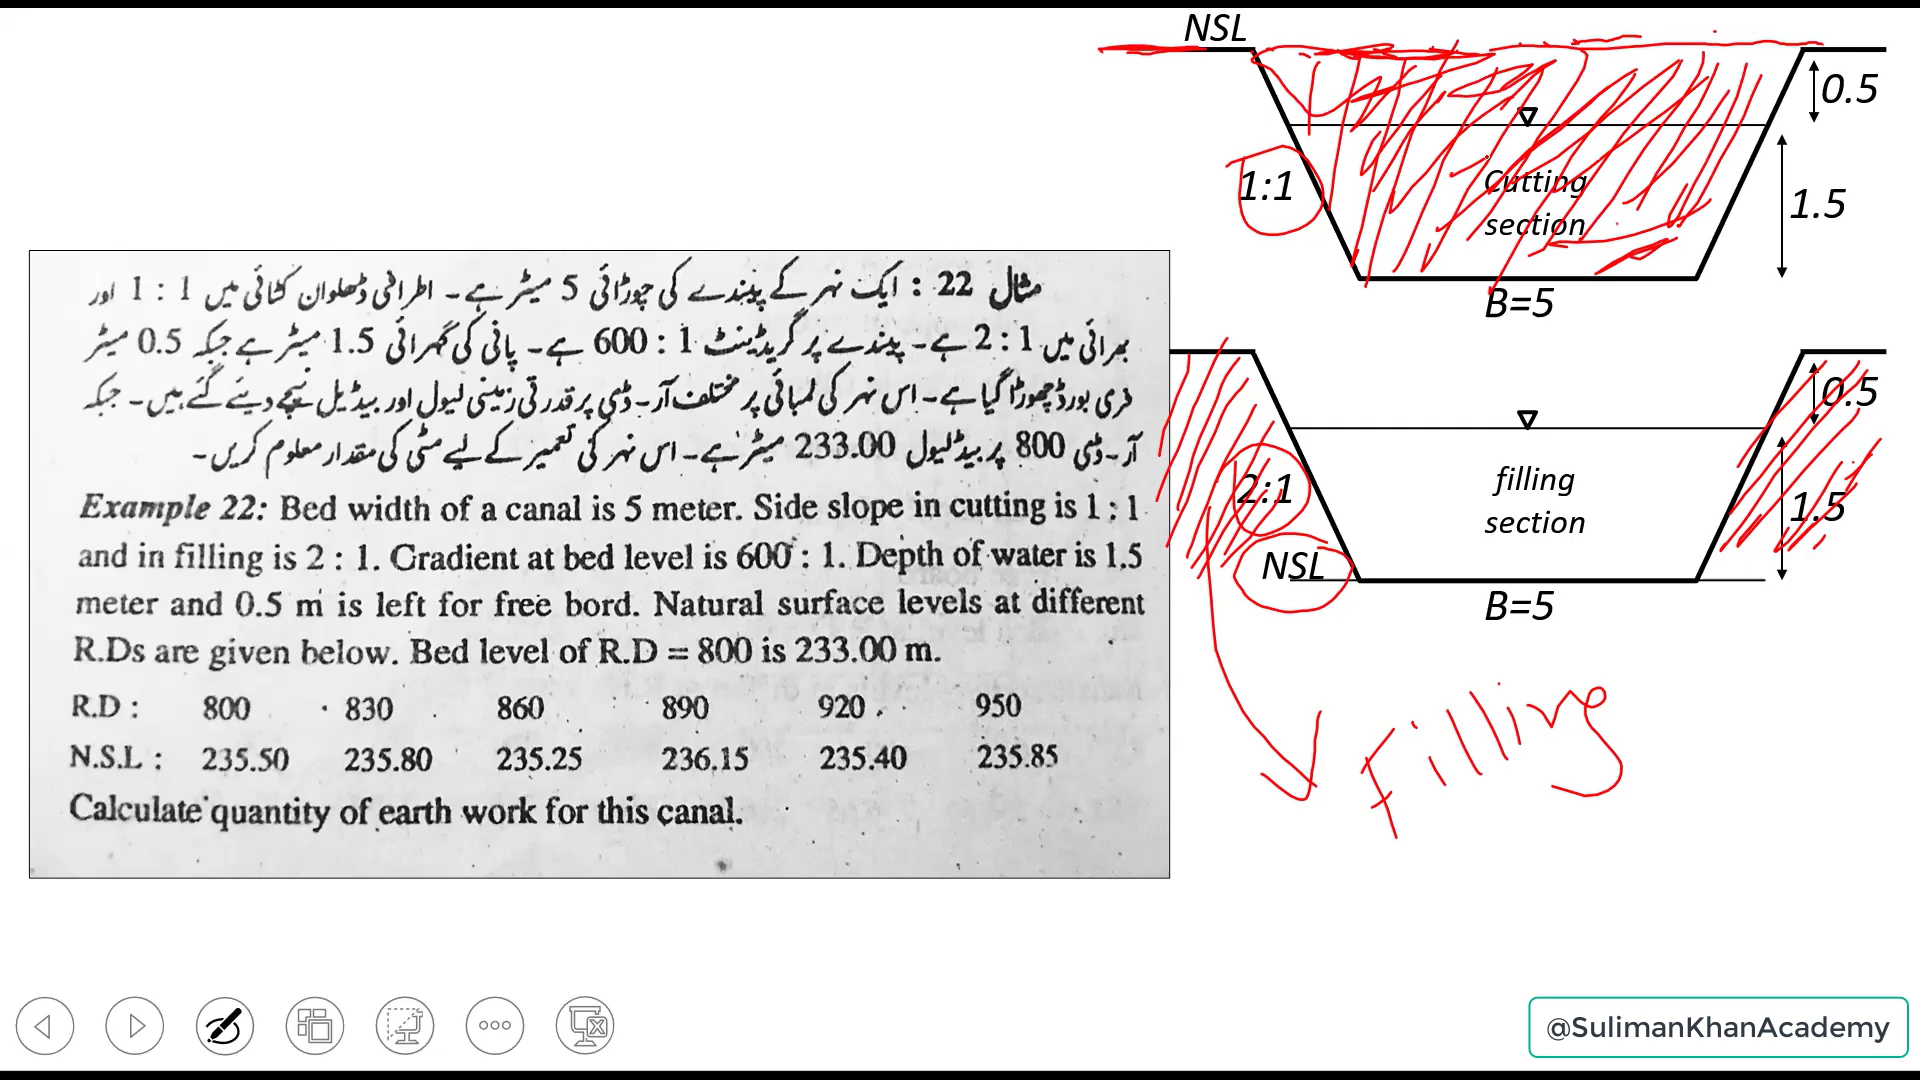 NSL
0.5
1:1
Cutting
section
1.5
B=5
مثال 22 : ایک نہر کے پیندے کی چوڑائی 5 میٹر ہے۔ اطرافی ڈھلوان کٹائی میں 1 : 1 اور
بھرائی میں 1 : 2 ہے۔ پیندے پر گریڈینٹ 1 : 600 ہے۔ پانی کی گہرائی 1.5 میٹر ہے جبکہ 0.5 میٹر
فری بورڈ چھوڑا گیا ہے۔ اس نہر کی لمبائی پر مختلف آر۔ڈی پر قدرتی زمینی لیول اور بیڈ لیول نیچے دیئے گئے ہیں۔ جبکہ
آر۔ڈی 800 پر بیڈ لیول 233.00 میٹر ہے۔ اس نہر کی تعمیر کے لیے مٹی کی مقدار معلوم کریں۔
Example 22: Bed width of a canal is 5 meter. Side slope in cutting is 1 : 1
and in filling is 2 : 1. Gradient at bed level is 600 : 1. Depth of water is 1.5
meter and 0.5 m is left for free bord. Natural surface levels at different
R.Ds are given below. Bed level of R.D = 800 is 233.00 m.
R.D : 800 830 860 890 920 950
N.S.L : 235.50 235.80 235.25 236.15 235.40 235.85
Calculate quantity of earth work for this canal.
0.5
2:1
filling
section
1.5
NSL
B=5
Filling
@SulimanKhanAcademy